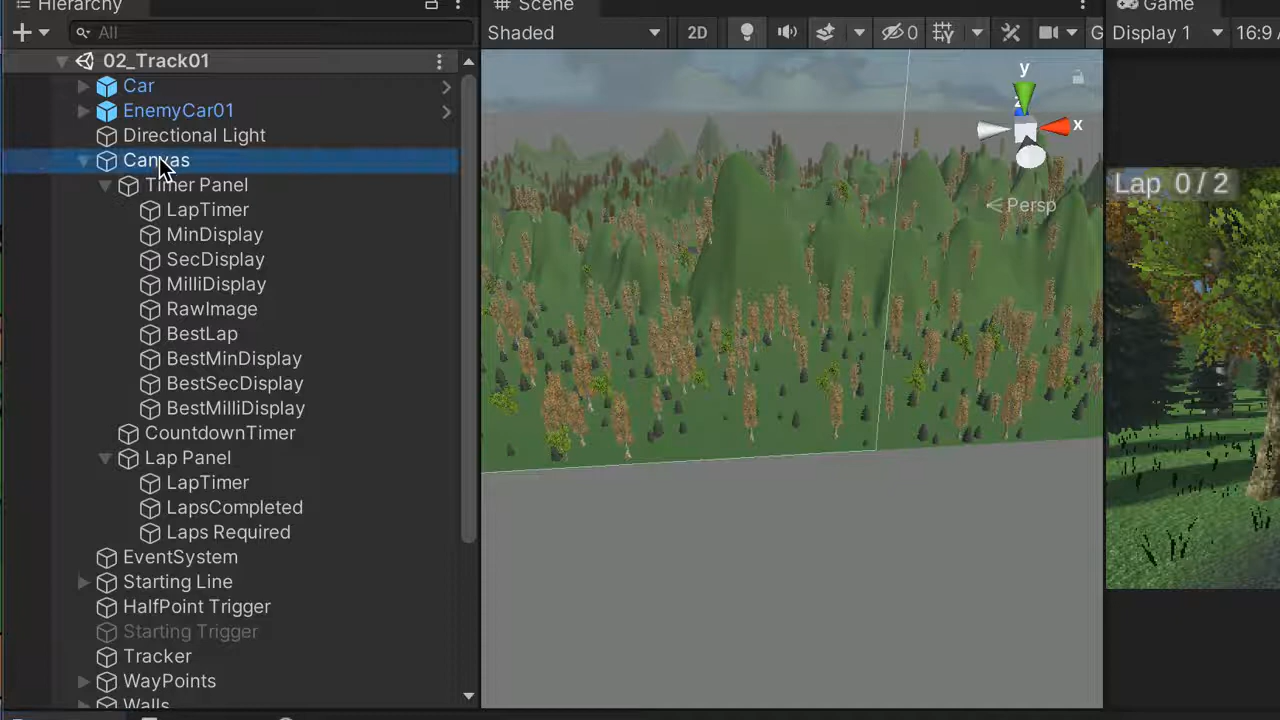 Hierarchy
Scene
Game
All
Shaded
2D
0
G
Display 1
16:9
02_Track01
Car
EnemyCar01
Directional Light
Canvas
Timer Panel
LapTimer
MinDisplay
SecDisplay
MilliDisplay
RawImage
BestLap
BestMinDisplay
BestSecDisplay
BestMilliDisplay
CountdownTimer
Lap Panel
LapTimer
LapsCompleted
Laps Required
EventSystem
Starting Line
HalfPoint Trigger
Starting Trigger
Tracker
WayPoints
Walls
y
z
x
Persp
Lap 0 / 2